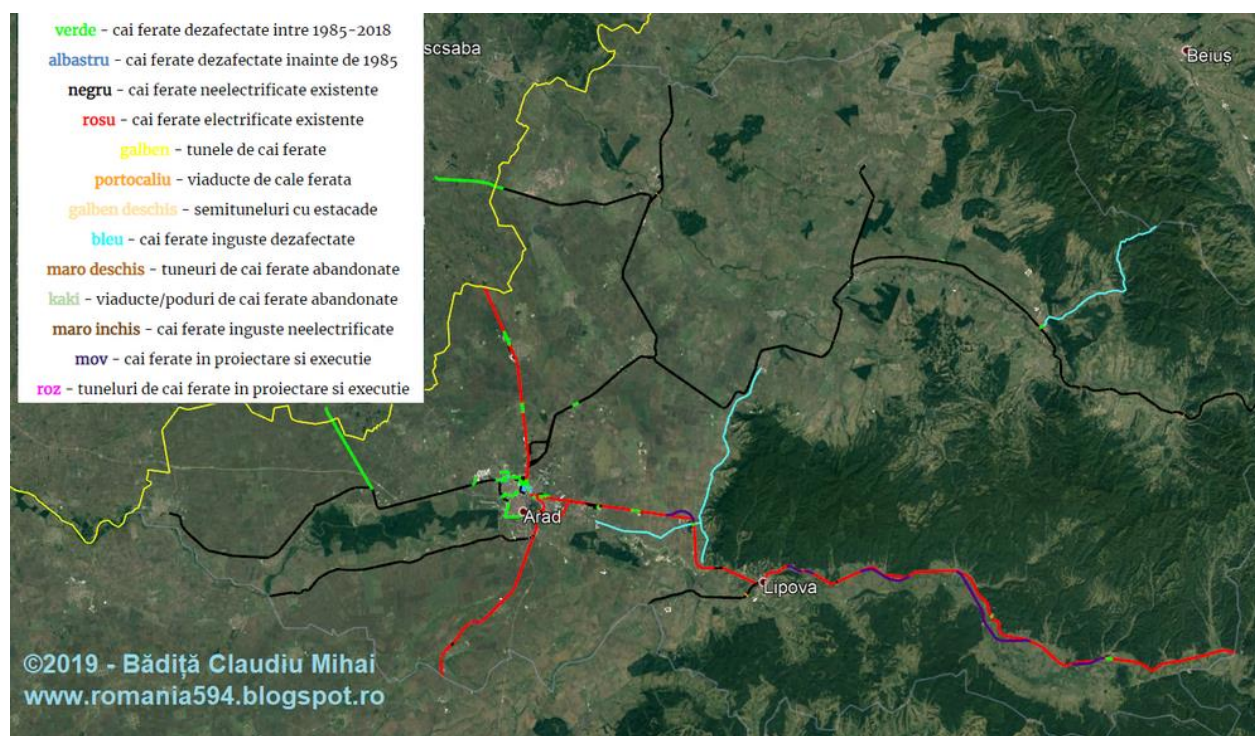 verde - cai ferate dezafectate intre 1985-2018
albastru - cai ferate dezafectate inainte de 1985
negru - cai ferate neelectrificate existente
rosu - cai ferate electrificate existente
galben - tunele de cai ferate
portocaliu - viaducte de cale ferata
galben deschis - semituneluri cu estacade
bleu - cai ferate inguste dezafectate
maro deschis - tuneuri de cai ferate abandonate
kaki - viaducte/poduri de cai ferate abandonate
maro inchis - cai ferate inguste neelectrificate
mov - cai ferate in proiectare si executie
roz - tuneluri de cai ferate in proiectare si executie
scsaba
Beiuș
Arad
Lipova
©2019 - Bădiță Claudiu Mihai
www.romania594.blogspot.ro